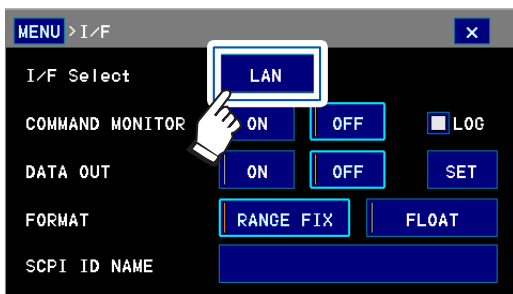 MENU >I/F ×
I/F Select LAN
COMMAND MONITOR ON OFF LOG
DATA OUT ON OFF SET
FORMAT RANGE FIX FLOAT
SCPI ID NAME